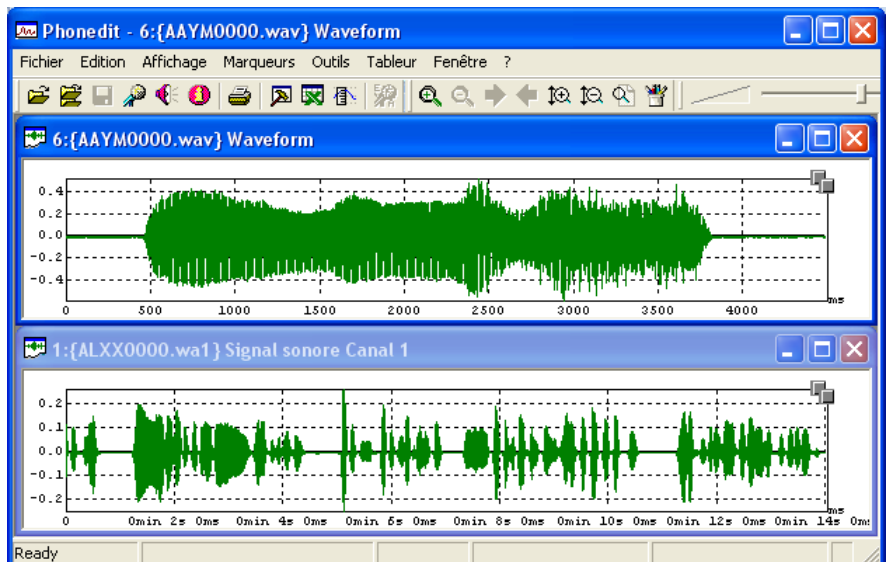 Phonedit - 6:{AAYM0000.wav} Waveform
Fichier Edition Affichage Marqueurs Outils Tableur Fenêtre ?
6:{AAYM0000.wav} Waveform
0.4
0.2
0.0
-0.2
-0.4
ms
0 500 1000 1500 2000 2500 3000 3500 4000
1:{ALXX0000.wa1} Signal sonore Canal 1
0.2
0.1
0.0
-0.1
-0.2
ms
0 0min 2s 0ms 0min 4s 0ms 0min 6s 0ms 0min 8s 0ms 0min 10s 0ms 0min 12s 0ms 0min 14s 0ms
Ready